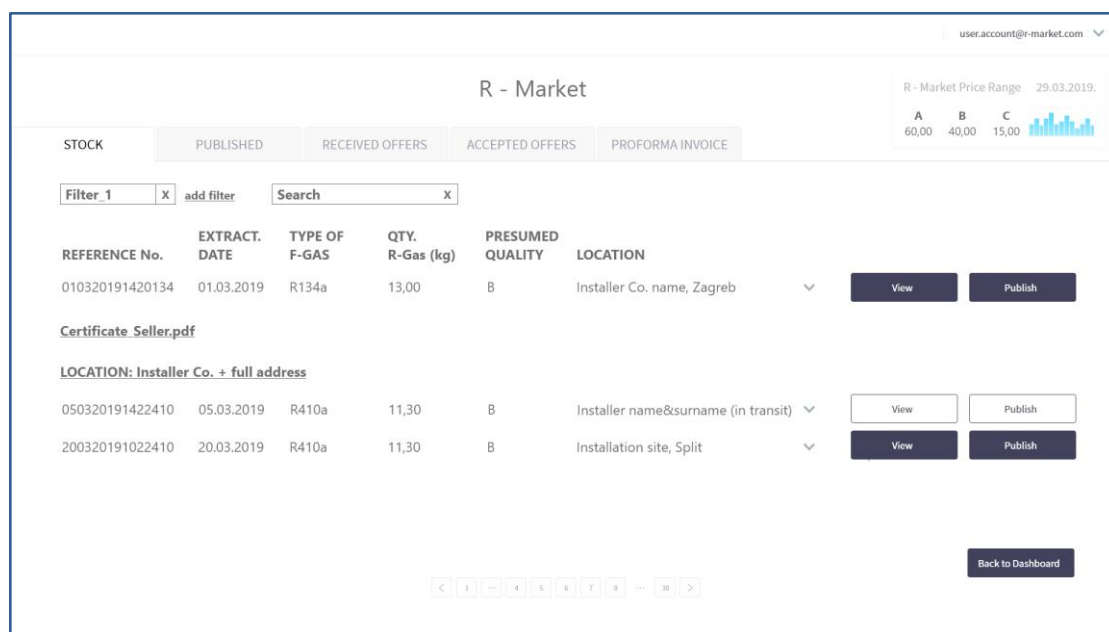 user.account@r-market.com
R - Market
R - Market Price Range 29.03.2019.
A B C
60,00 40,00 15,00
STOCK PUBLISHED RECEIVED OFFERS ACCEPTED OFFERS PROFORMA INVOICE
Filter_1 X add filter Search X
REFERENCE No. EXTRACT. DATE TYPE OF F-GAS QTY. R-Gas (kg) PRESUMED QUALITY LOCATION
010320191420134 01.03.2019 R134a 13,00 B Installer Co. name, Zagreb View Publish
Certificate_Seller.pdf
LOCATION: Installer Co. + full address
050320191422410 05.03.2019 R410a 11,30 B Installer name&surname (in transit) View Publish
200320191022410 20.03.2019 R410a 11,30 B Installation site, Split View Publish
Back to Dashboard
< 1 ... 4 5 6 7 8 ... 30 >